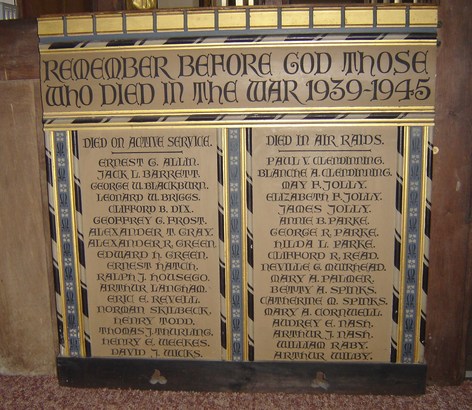 REMEMBER BEFORE GOD THOSE
WHO DIED IN THE WAR 1939-1945
DIED ON ACTIVE SERVICE.
ERNEST G. ALLIN.
JACK L. BARRETT.
GEORGE W. BLACKBURN.
LEONARD W. BRIGGS.
CLIFFORD B. DIX.
GEOFFREY G. FROST.
ALEXANDER T. GRAY.
ALEXANDER R. GREEN.
EDWARD H. GREEN.
ERNEST HATCH.
RALPH J. HOUSEGO.
ARTHUR LANGHAM.
ERIC E. REVELL.
NORMAN SKILBECK.
HENRY TODD.
THOMAS J. THURLING.
HENRY E. WEEKES.
DAVID J. WICKS.
DIED IN AIR RAIDS.
PAUL V. CLENDINNING.
BLANCHE A. CLENDINNING.
MAY F. JOLLY.
ELIZABETH F. JOLLY.
JAMES JOLLY.
ANNIE B. PARKE.
GEORGE R. PARKE.
HILDA L. PARKE.
CLIFFORD R. READ.
NEVILLE G. MUIRHEAD.
MARY A. PALMER.
BETTY A. SPINKS.
CATHERINE M. SPINKS.
MARY A. CORNWELL.
AUDREY E. NASH.
ARTHUR J. NASH.
WILLIAM RABY.
ARTHUR WILBY.